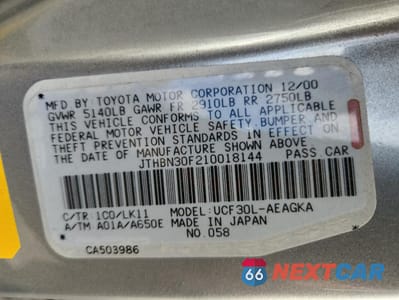 MFD BY TOYOTA MOTOR CORPORATION 12/00
GVWR 5140LB GAWR FR 2910LB RR 2750LB
THIS VEHICLE CONFORMS TO ALL APPLICABLE
FEDERAL MOTOR VEHICLE SAFETY, BUMPER, AND
THEFT PREVENTION STANDARDS IN EFFECT ON
THE DATE OF MANUFACTURE SHOWN ABOVE.
JTHBN30F210018144 PASS.CAR
C/TR 1C0/LK11 MODEL:UCF30L-AEAGKA
A/TM A01A/A650E MADE IN JAPAN
NO.058
CA503986
66 NEXTCAR